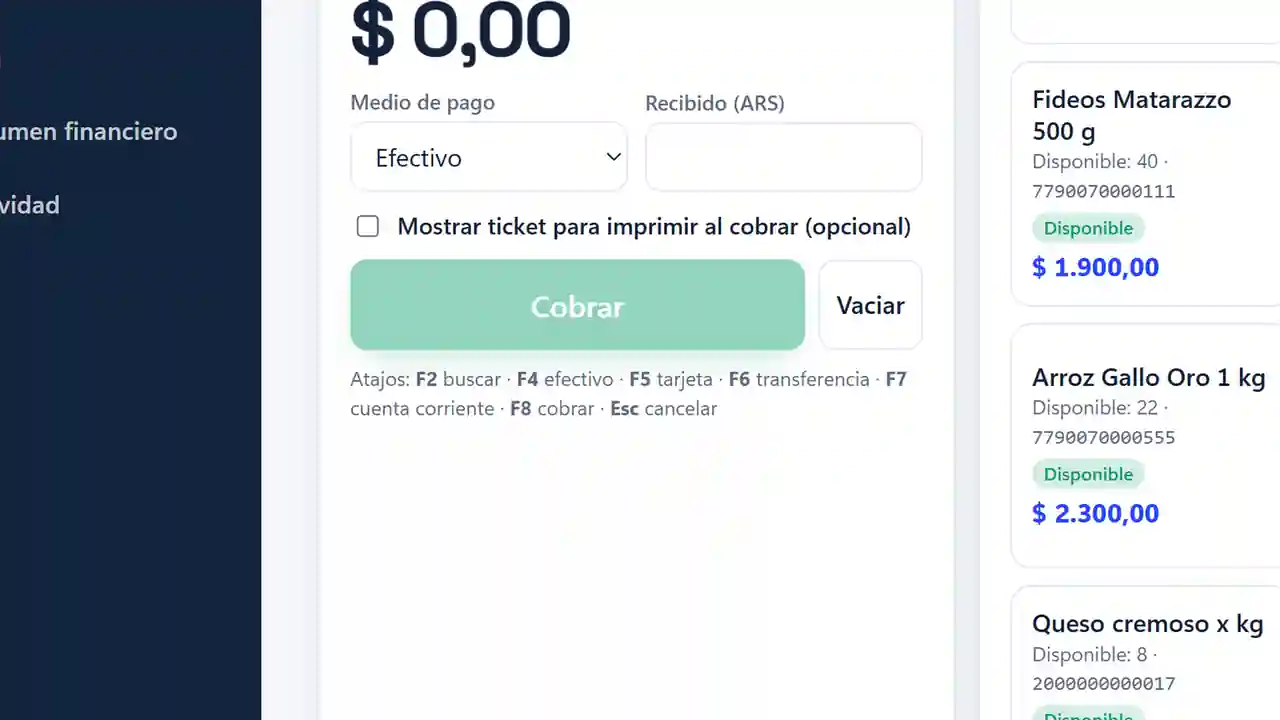 umen financiero
vidad
$ 0,00
Medio de pago
Recibido (ARS)
Efectivo
Mostrar ticket para imprimir al cobrar (opcional)
Cobrar
Vaciar
Atajos: F2 buscar · F4 efectivo · F5 tarjeta · F6 transferencia · F7
cuenta corriente · F8 cobrar · Esc cancelar
Fideos Matarazzo
500 g
Disponible: 40 ·
7790070000111
Disponible
$ 1.900,00
Arroz Gallo Oro 1 kg
Disponible: 22 ·
7790070000555
Disponible
$ 2.300,00
Queso cremoso x kg
Disponible: 8 ·
2000000000017
Disponible